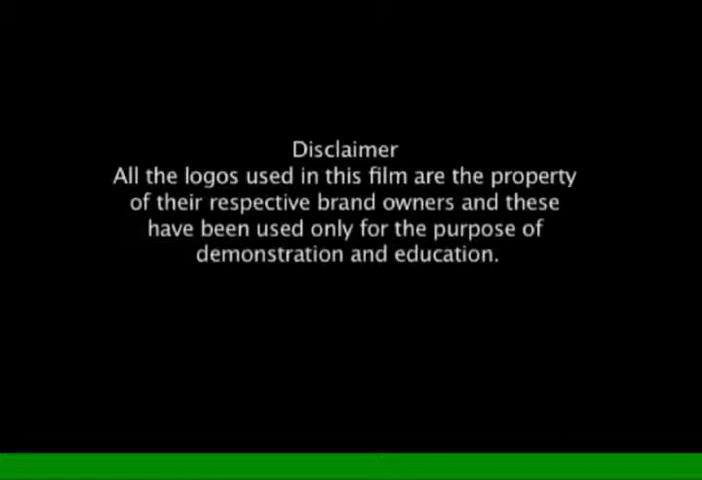 Disclaimer
All the logos used in this film are the property
of their respective brand owners and these
have been used only for the purpose of
demonstration and education.